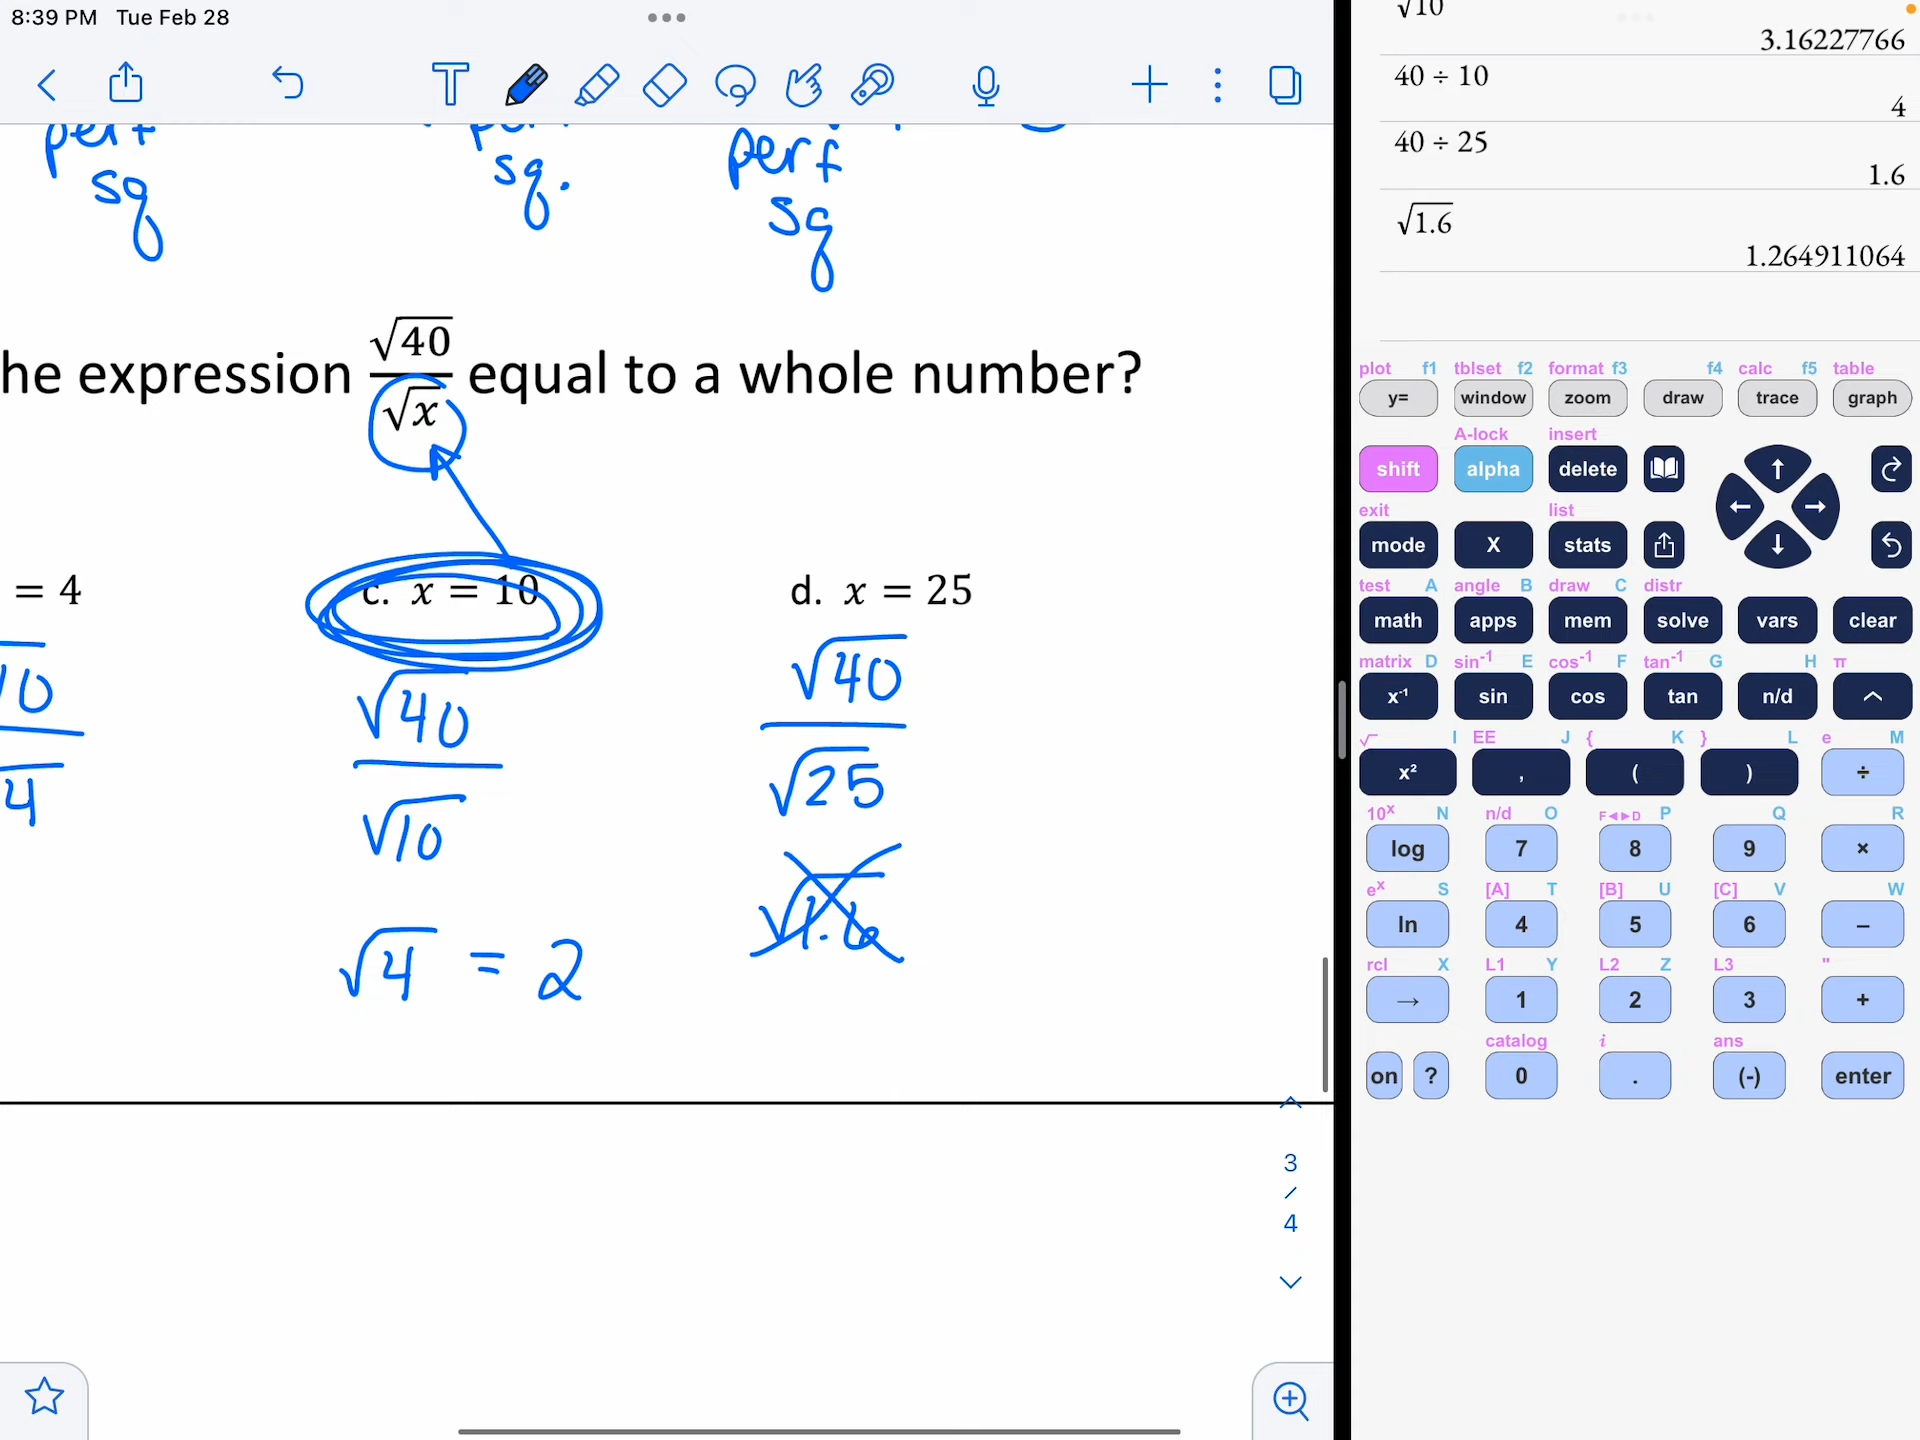 8:39 PM Tue Feb 28
T
perf
sq
perf
sq.
perf
sq
he expression √40/√x equal to a whole number?
= 4
c. x = 10
d. x = 25
4
√40
√10
√4 = 2
√40
√25
√1.6
3
/
4
√10
3.16227766
40 ÷ 10
4
40 ÷ 25
1.6
√1.6
1.264911064
plot f1 tblset f2 format f3 f4 calc f5 table
y= window zoom draw trace graph
A-lock insert
shift alpha delete
exit list
mode X stats
test A angle B draw C distr
math apps mem solve vars clear
matrix D sin⁻¹ E cos⁻¹ F tan⁻¹ G H π
x⁻¹ sin cos tan n/d ^
√ I EE J { K } L e M
x² , ( ) ÷
10ˣ N n/d O F◄►D P Q R
log 7 8 9 ×
eˣ S [A] T [B] U [C] V W
ln 4 5 6 −
rcl X L1 Y L2 Z L3 "
→ 1 2 3 +
catalog i ans
on ? 0 . (-) enter